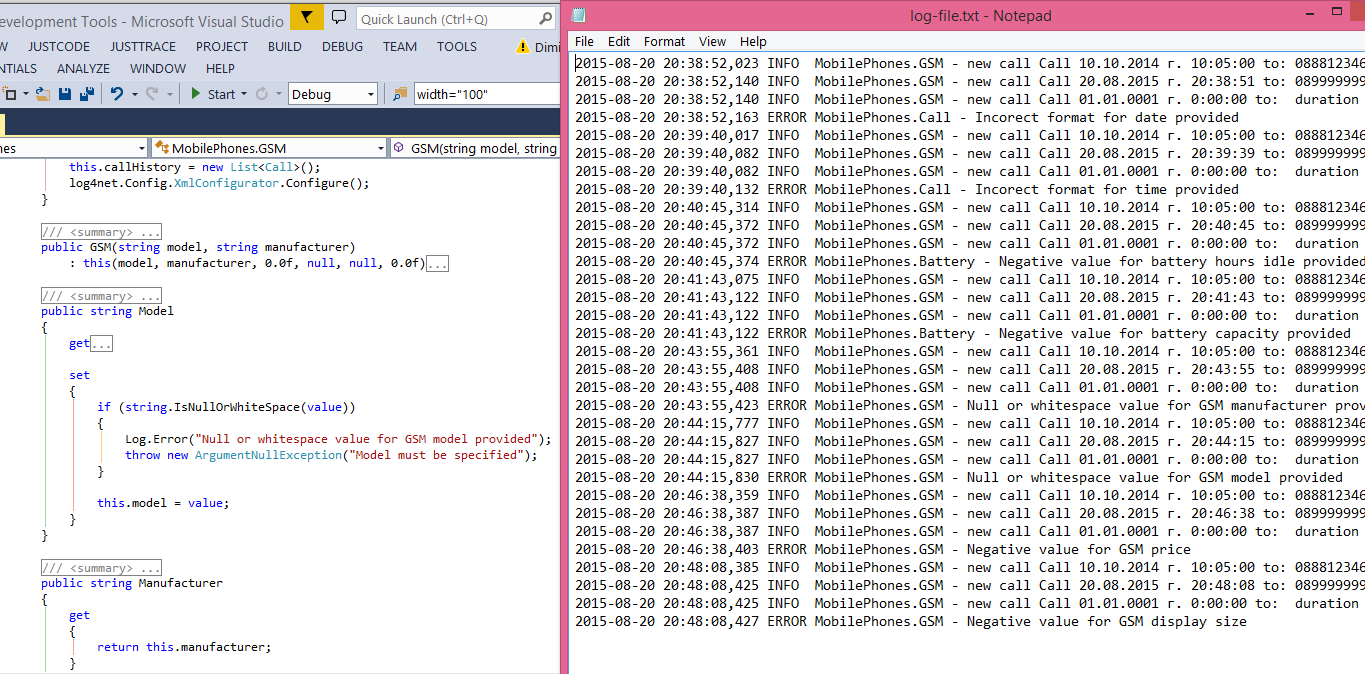 evelopment Tools - Microsoft Visual Studio
Quick Launch (Ctrl+Q)
W JUSTCODE JUSTTRACE PROJECT BUILD DEBUG TEAM TOOLS Dimi
NTIALS ANALYZE WINDOW HELP
Start Debug width="100"
nes MobilePhones.GSM GSM(string model, string
this.callHistory = new List<Call>();
log4net.Config.XmlConfigurator.Configure();
}
/// <summary> ...
public GSM(string model, string manufacturer)
: this(model, manufacturer, 0.0f, null, null, 0.0f)...
/// <summary> ...
public string Model
{
get...
set
{
if (string.IsNullOrWhiteSpace(value))
{
Log.Error("Null or whitespace value for GSM model provided");
throw new ArgumentNullException("Model must be specified");
}
this.model = value;
}
}
/// <summary> ...
public string Manufacturer
{
get
{
return this.manufacturer;
}
log-file.txt - Notepad
File Edit Format View Help
2015-08-20 20:38:52,023 INFO  MobilePhones.GSM - new call Call 10.10.2014 г. 10:05:00 to: 088812346
2015-08-20 20:38:52,140 INFO  MobilePhones.GSM - new call Call 20.08.2015 г. 20:38:51 to: 089999999
2015-08-20 20:38:52,140 INFO  MobilePhones.GSM - new call Call 01.01.0001 г. 0:00:00 to:  duration
2015-08-20 20:38:52,163 ERROR MobilePhones.Call - Incorect format for date provided
2015-08-20 20:39:40,017 INFO  MobilePhones.GSM - new call Call 10.10.2014 г. 10:05:00 to: 088812346
2015-08-20 20:39:40,082 INFO  MobilePhones.GSM - new call Call 20.08.2015 г. 20:39:39 to: 089999999
2015-08-20 20:39:40,082 INFO  MobilePhones.GSM - new call Call 01.01.0001 г. 0:00:00 to:  duration
2015-08-20 20:39:40,132 ERROR MobilePhones.Call - Incorect format for time provided
2015-08-20 20:40:45,314 INFO  MobilePhones.GSM - new call Call 10.10.2014 г. 10:05:00 to: 088812346
2015-08-20 20:40:45,372 INFO  MobilePhones.GSM - new call Call 20.08.2015 г. 20:40:45 to: 089999999
2015-08-20 20:40:45,372 INFO  MobilePhones.GSM - new call Call 01.01.0001 г. 0:00:00 to:  duration
2015-08-20 20:40:45,374 ERROR MobilePhones.Battery - Negative value for battery hours idle provided
2015-08-20 20:41:43,075 INFO  MobilePhones.GSM - new call Call 10.10.2014 г. 10:05:00 to: 088812346
2015-08-20 20:41:43,122 INFO  MobilePhones.GSM - new call Call 20.08.2015 г. 20:41:43 to: 089999999
2015-08-20 20:41:43,122 INFO  MobilePhones.GSM - new call Call 01.01.0001 г. 0:00:00 to:  duration
2015-08-20 20:41:43,122 ERROR MobilePhones.Battery - Negative value for battery capacity provided
2015-08-20 20:43:55,361 INFO  MobilePhones.GSM - new call Call 10.10.2014 г. 10:05:00 to: 088812346
2015-08-20 20:43:55,408 INFO  MobilePhones.GSM - new call Call 20.08.2015 г. 20:43:55 to: 089999999
2015-08-20 20:43:55,408 INFO  MobilePhones.GSM - new call Call 01.01.0001 г. 0:00:00 to:  duration
2015-08-20 20:43:55,423 ERROR MobilePhones.GSM - Null or whitespace value for GSM manufacturer prov
2015-08-20 20:44:15,777 INFO  MobilePhones.GSM - new call Call 10.10.2014 г. 10:05:00 to: 088812346
2015-08-20 20:44:15,827 INFO  MobilePhones.GSM - new call Call 20.08.2015 г. 20:44:15 to: 089999999
2015-08-20 20:44:15,827 INFO  MobilePhones.GSM - new call Call 01.01.0001 г. 0:00:00 to:  duration
2015-08-20 20:44:15,830 ERROR MobilePhones.GSM - Null or whitespace value for GSM model provided
2015-08-20 20:46:38,359 INFO  MobilePhones.GSM - new call Call 10.10.2014 г. 10:05:00 to: 088812346
2015-08-20 20:46:38,387 INFO  MobilePhones.GSM - new call Call 20.08.2015 г. 20:46:38 to: 089999999
2015-08-20 20:46:38,387 INFO  MobilePhones.GSM - new call Call 01.01.0001 г. 0:00:00 to:  duration
2015-08-20 20:46:38,403 ERROR MobilePhones.GSM - Negative value for GSM price
2015-08-20 20:48:08,385 INFO  MobilePhones.GSM - new call Call 10.10.2014 г. 10:05:00 to: 088812346
2015-08-20 20:48:08,425 INFO  MobilePhones.GSM - new call Call 20.08.2015 г. 20:48:08 to: 089999999
2015-08-20 20:48:08,425 INFO  MobilePhones.GSM - new call Call 01.01.0001 г. 0:00:00 to:  duration
2015-08-20 20:48:08,427 ERROR MobilePhones.GSM - Negative value for GSM display size